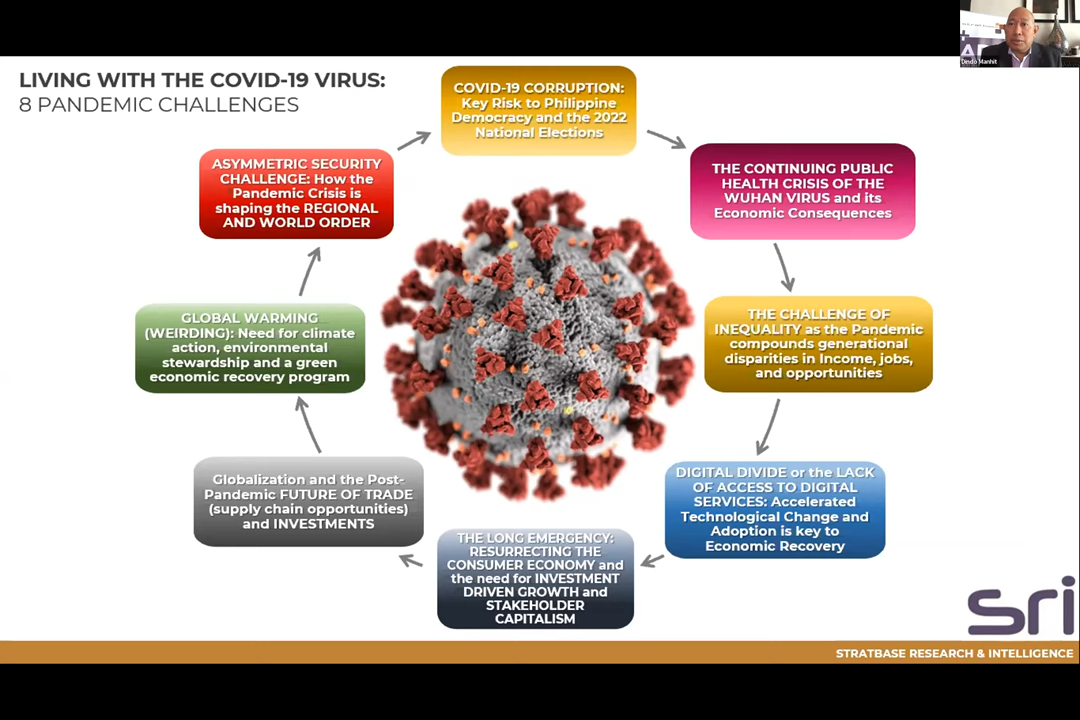 LIVING WITH THE COVID-19 VIRUS:
8 PANDEMIC CHALLENGES
COVID-19 CORRUPTION:
Key Risk to Philippine
Democracy and the 2022
National Elections
THE CONTINUING PUBLIC
HEALTH CRISIS OF THE
WUHAN VIRUS and its
Economic Consequences
THE CHALLENGE OF
INEQUALITY as the Pandemic
compounds generational
disparities in Income, jobs,
and opportunities
DIGITAL DIVIDE or the LACK
OF ACCESS TO DIGITAL
SERVICES: Accelerated
Technological Change and
Adoption is key to
Economic Recovery
THE LONG EMERGENCY:
RESURRECTING THE
CONSUMER ECONOMY and
the need for INVESTMENT
DRIVEN GROWTH and
STAKEHOLDER
CAPITALISM
Globalization and the Post-
Pandemic FUTURE OF TRADE
(supply chain opportunities)
and INVESTMENTS
GLOBAL WARMING
(WEIRDING): Need for climate
action, environmental
stewardship and a green
economic recovery program
ASYMMETRIC SECURITY
CHALLENGE: How the
Pandemic Crisis is
shaping the REGIONAL
AND WORLD ORDER
Dindo Manhit
sri
STRATBASE RESEARCH & INTELLIGENCE